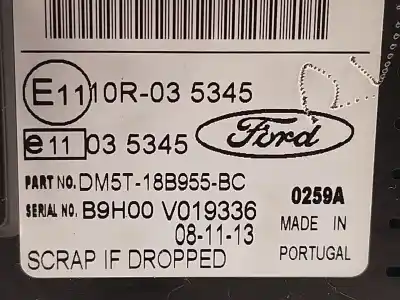 E11 10R-03 5345
e11 03 5345
Ford
PART NO. DM5T-18B955-BC
0259A
SERIAL NO. B9H00 V019336
08-11-13
MADE IN
PORTUGAL
SCRAP IF DROPPED